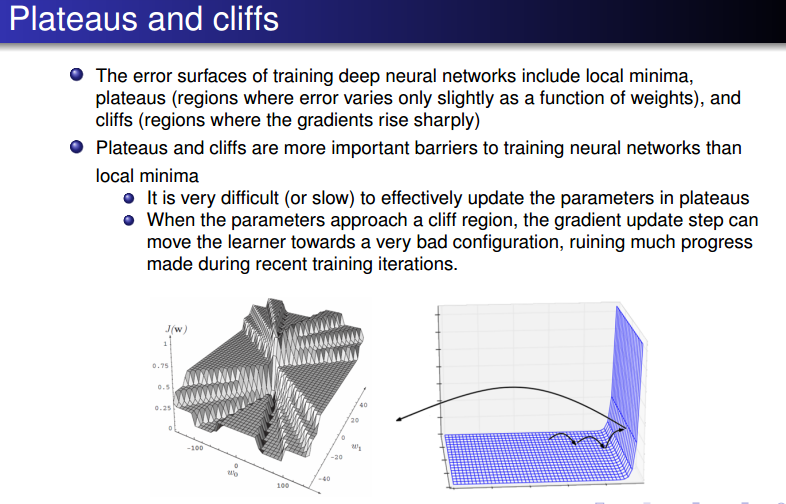 Plateaus and cliffs
The error surfaces of training deep neural networks include local minima,
plateaus (regions where error varies only slightly as a function of weights), and
cliffs (regions where the gradients rise sharply)
Plateaus and cliffs are more important barriers to training neural networks than
local minima
It is very difficult (or slow) to effectively update the parameters in plateaus
When the parameters approach a cliff region, the gradient update step can
move the learner towards a very bad configuration, ruining much progress
made during recent training iterations.
J(w)
1
0.75
0.5
0.25
0
-100
0
w0
100
40
20
0
w1
-20
-40